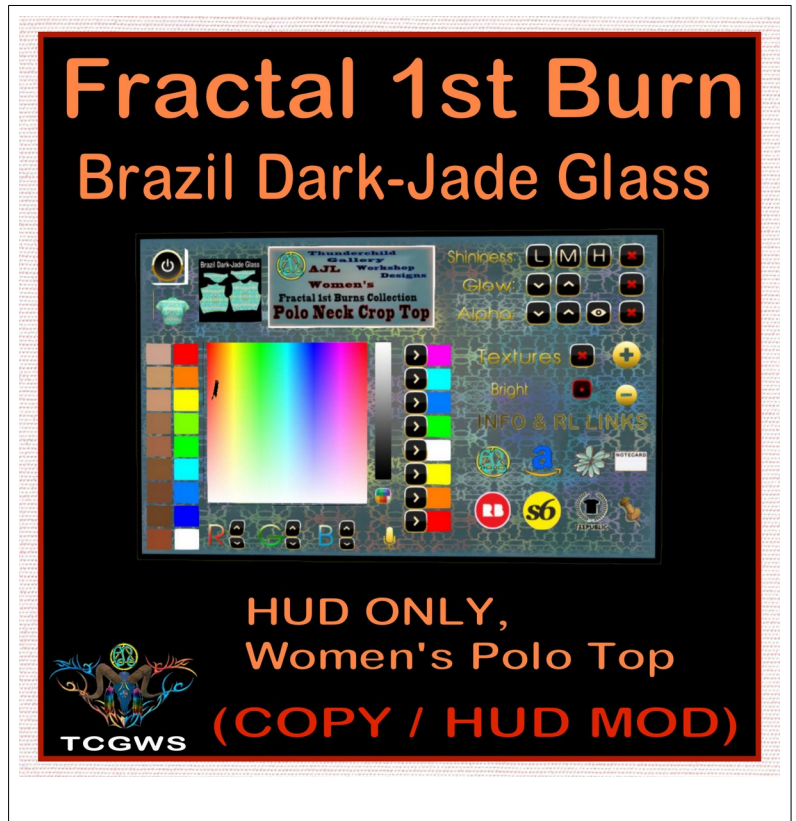 Fractal 1st Burn
Brazil Dark-Jade Glass
Brazil Dark-Jade Glass
Thunderchild
Gallery
AJL Workshop
Designs
Women's
Fractal 1st Burns Collection
Polo Neck Crop Top
Shiniess: L M H
Glow:
Alpha:
Textures
Bright
INFO & RL LINKS
a
NOTECARD
RB
S6
REPUBLIC
R G B
HUD ONLY,
Women's Polo Top
(COPY / HUD MOD)
TCGWS